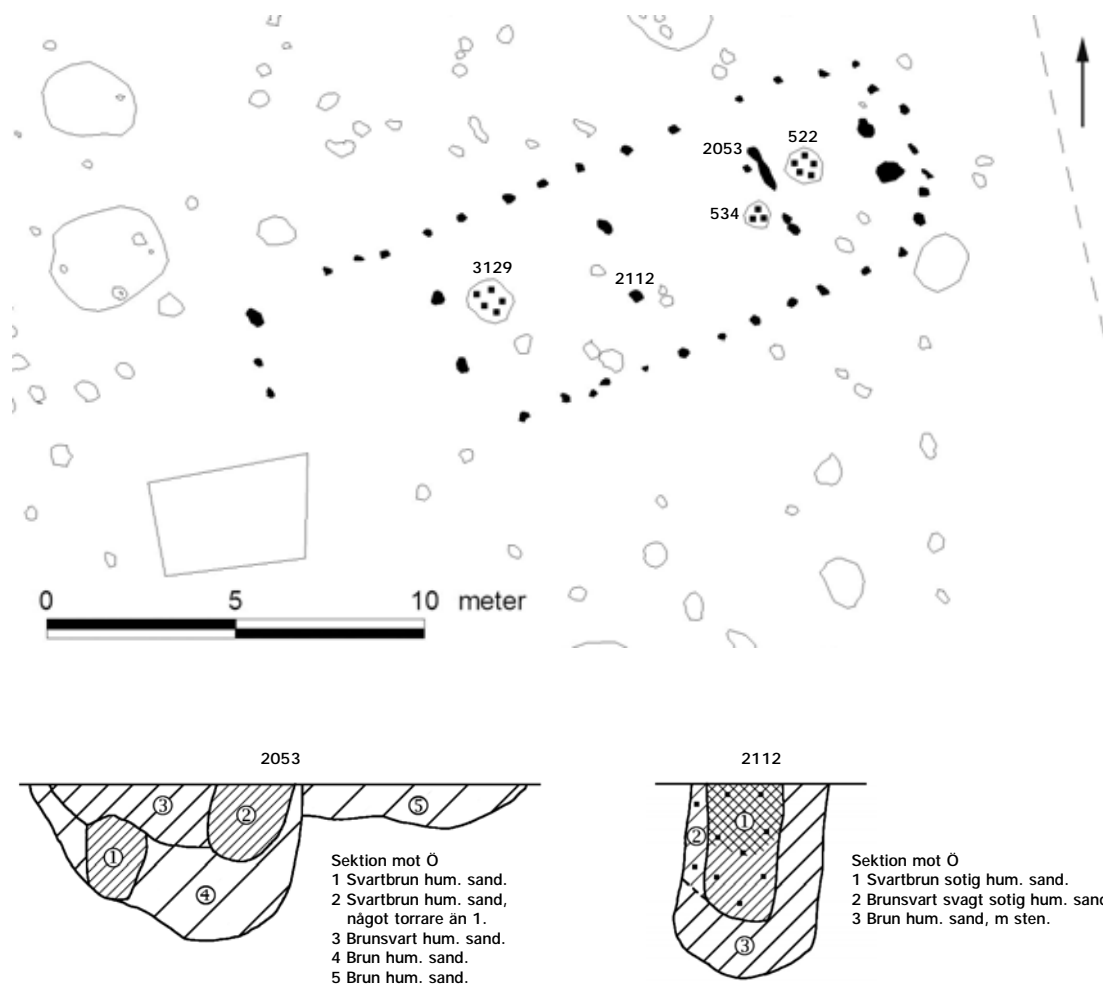 522
2053
534
3129
2112
0 5 10 meter
2053
2112
3
2
5
1
4
1
2
3
Sektion mot Ö
1 Svartbrun hum. sand.
2 Svartbrun hum. sand,
något torrare än 1.
3 Brunsvart hum. sand.
4 Brun hum. sand.
5 Brun hum. sand.
Sektion mot Ö
1 Svartbrun sotig hum. sand.
2 Brunsvart svagt sotig hum. sand
3 Brun hum. sand, m sten.